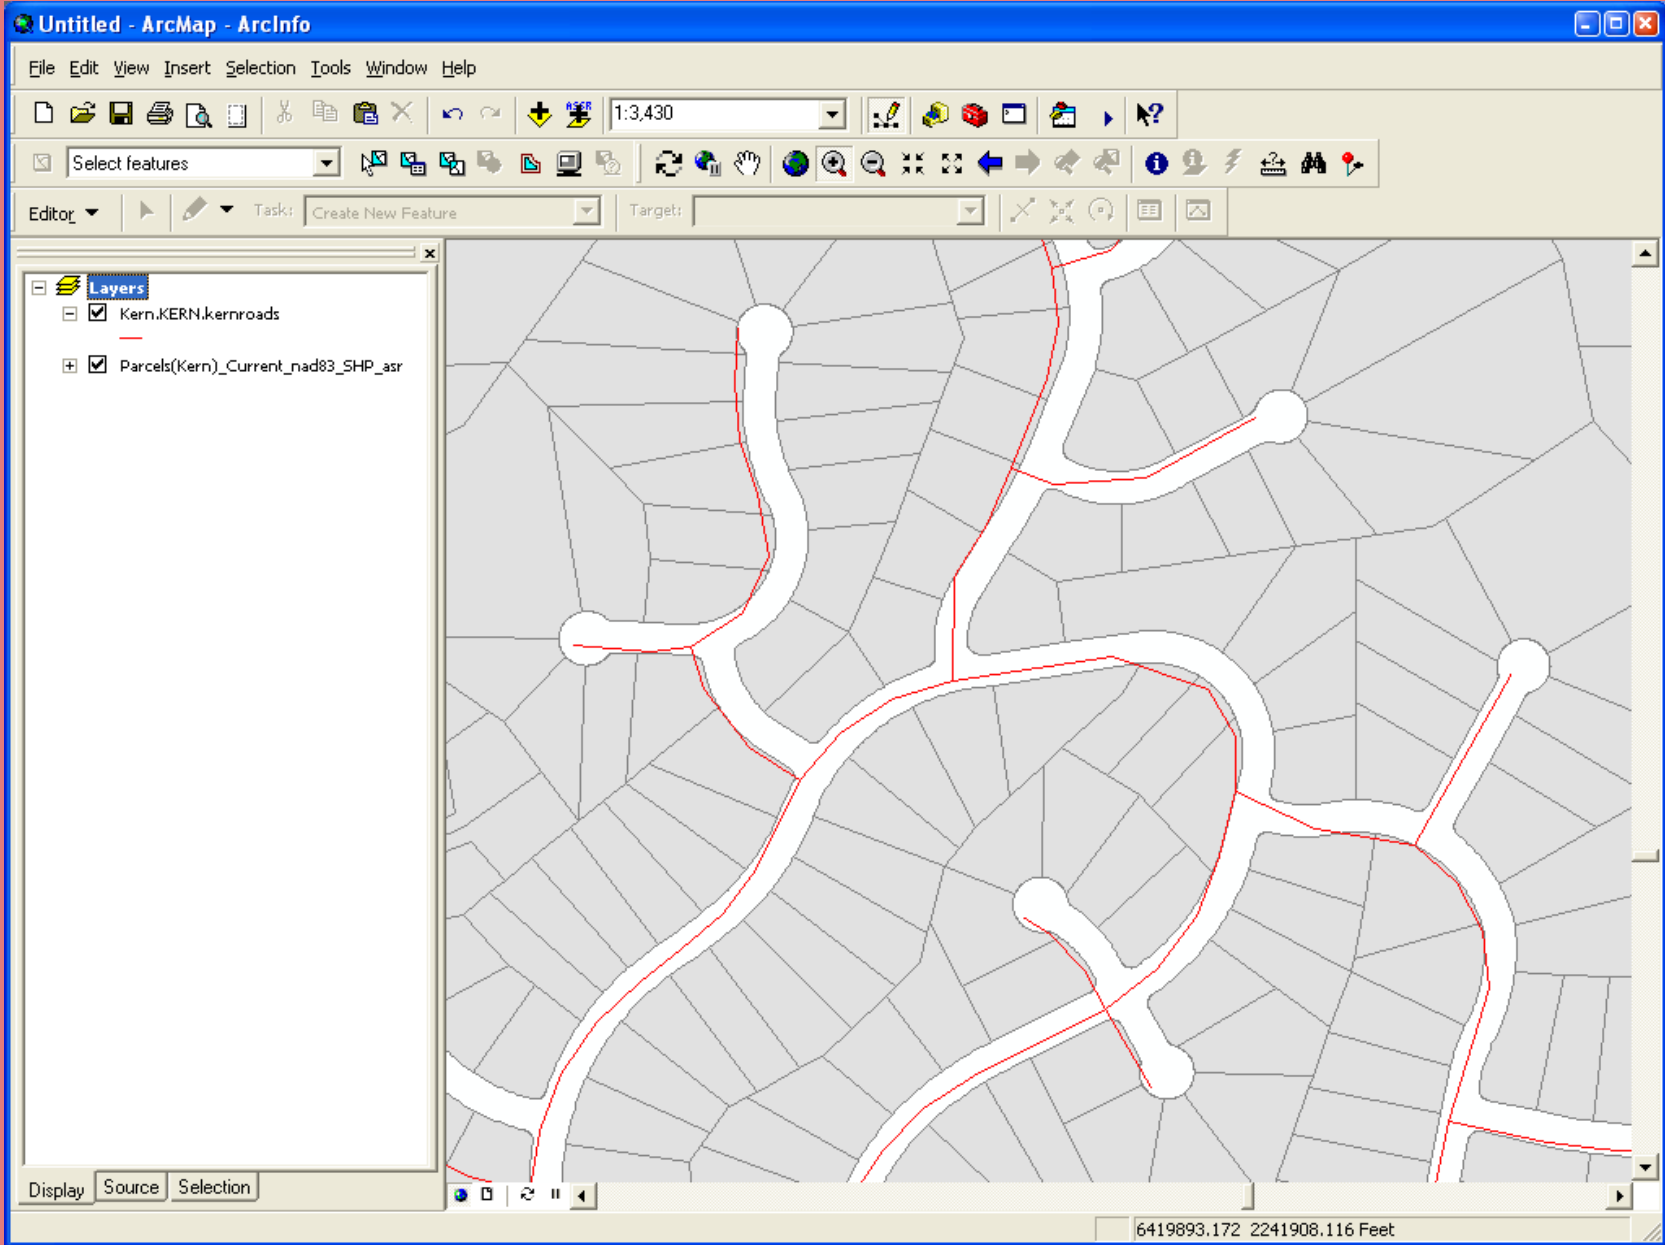 Untitled - ArcMap - ArcInfo
File Edit View Insert Selection Tools Window Help
ASSR
1:3,430
Select features
Editor Task: Create New Feature Target:
Layers
Kern.KERN.kernroads
Parcels(Kern)_Current_nad83_SHP_asr
Display Source Selection
6419893.172 2241908.116 Feet